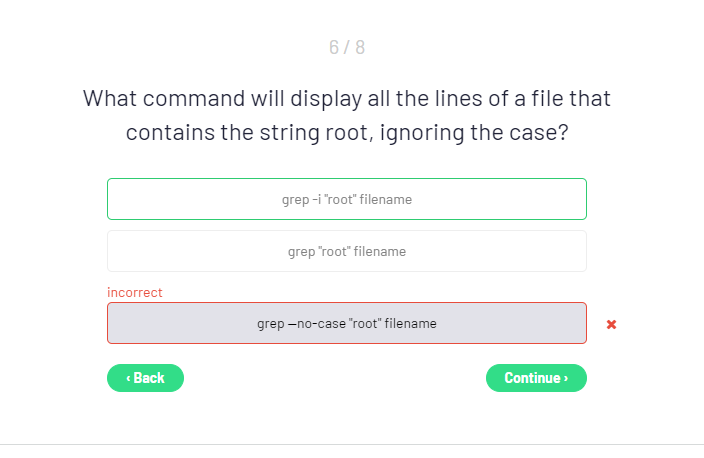 6 / 8
What command will display all the lines of a file that
contains the string root, ignoring the case?
grep -i "root" filename
grep "root" filename
incorrect
grep —no-case "root" filename
‹ Back
Continue ›